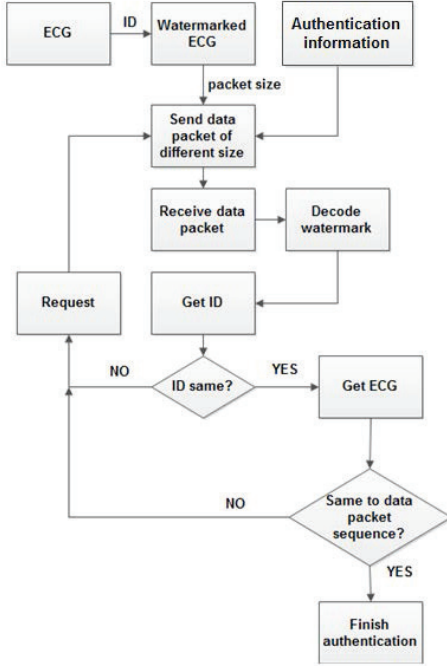 ECG
ID
Watermarked
ECG
Authentication
information
packet size
Send data
packet of
different size
Receive data
packet
Decode
watermark
Request
Get ID
NO
ID same?
YES
Get ECG
NO
Same to data
packet
sequence?
YES
Finish
authentication